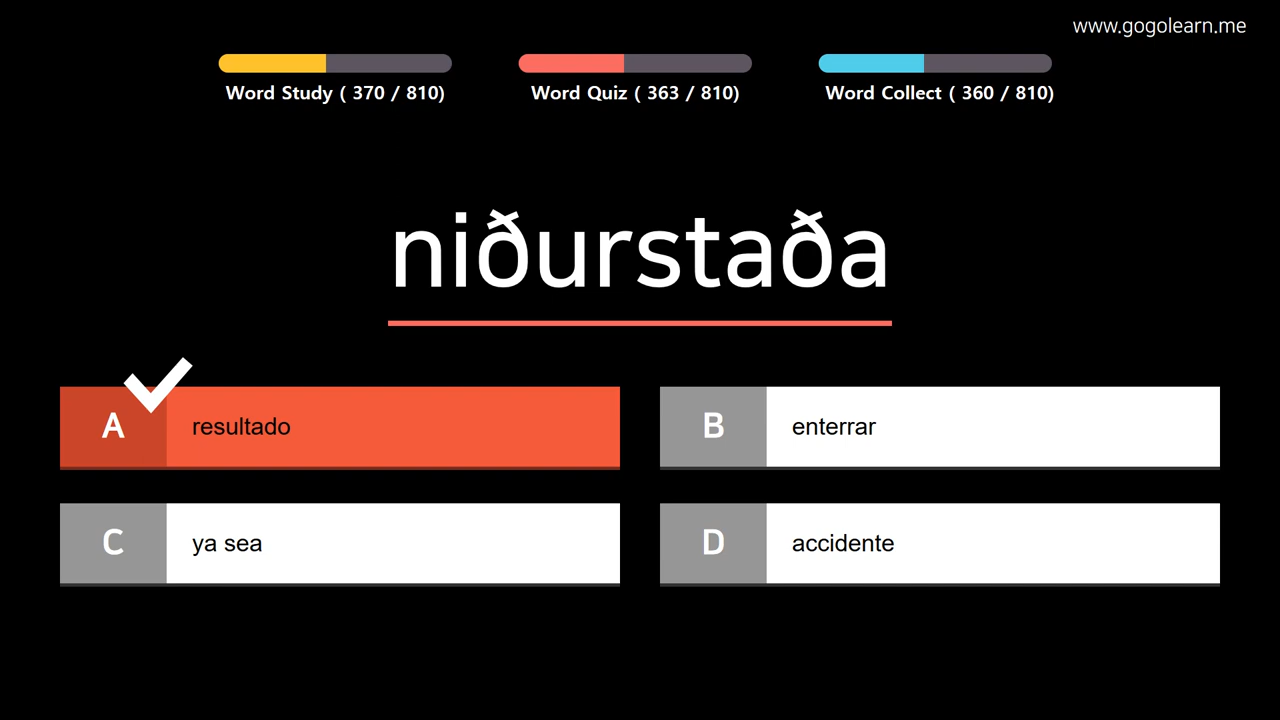 www.gogolearn.me
Word Study ( 370 / 810)
Word Quiz ( 363 / 810)
Word Collect ( 360 / 810)
niðurstaða
A resultado
B enterrar
C ya sea
D accidente